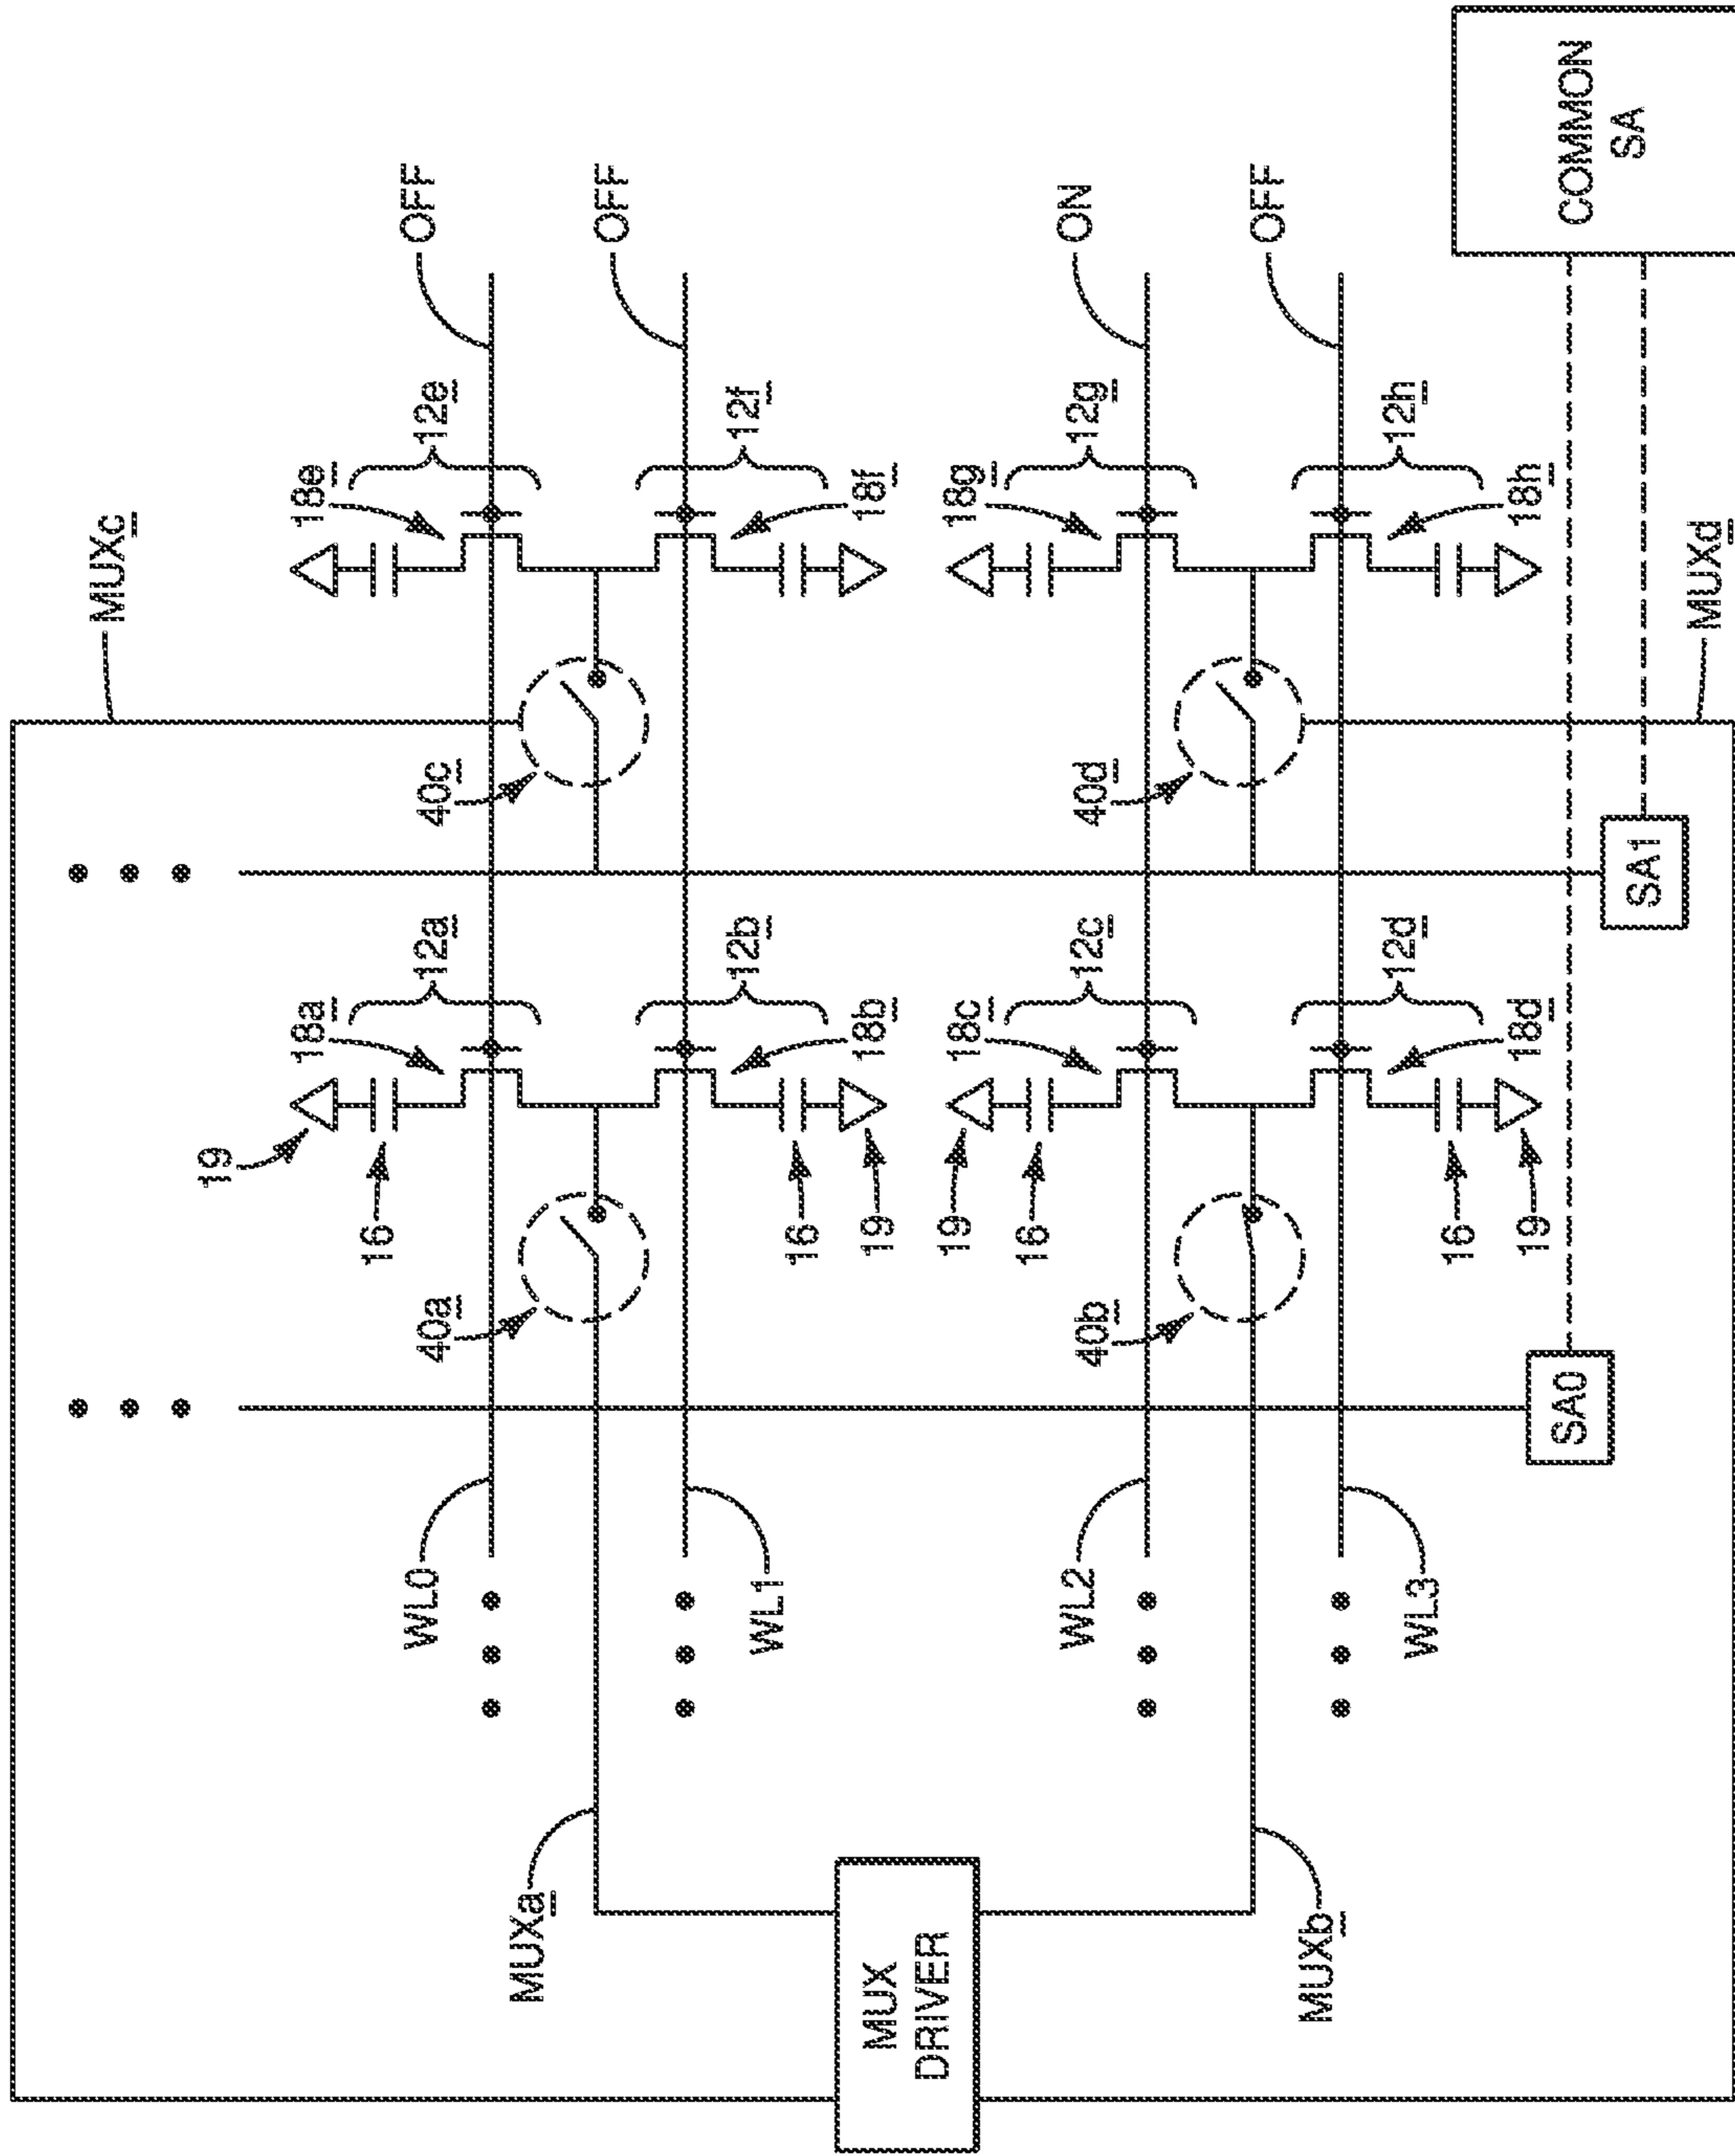 MUXc
OFF
OFF
ON
OFF
18e
12e
12f
18f
18g
12g
12h
18h
COMMON
SA
MUXd
40c
40d
SA1
19
16
18a
12a
12b
18b
16
19
18c
12c
19
16
12d
18d
16
19
40a
40b
SA0
WL0
WL1
WL2
WL3
MUXa
MUXb
MUX
DRIVER